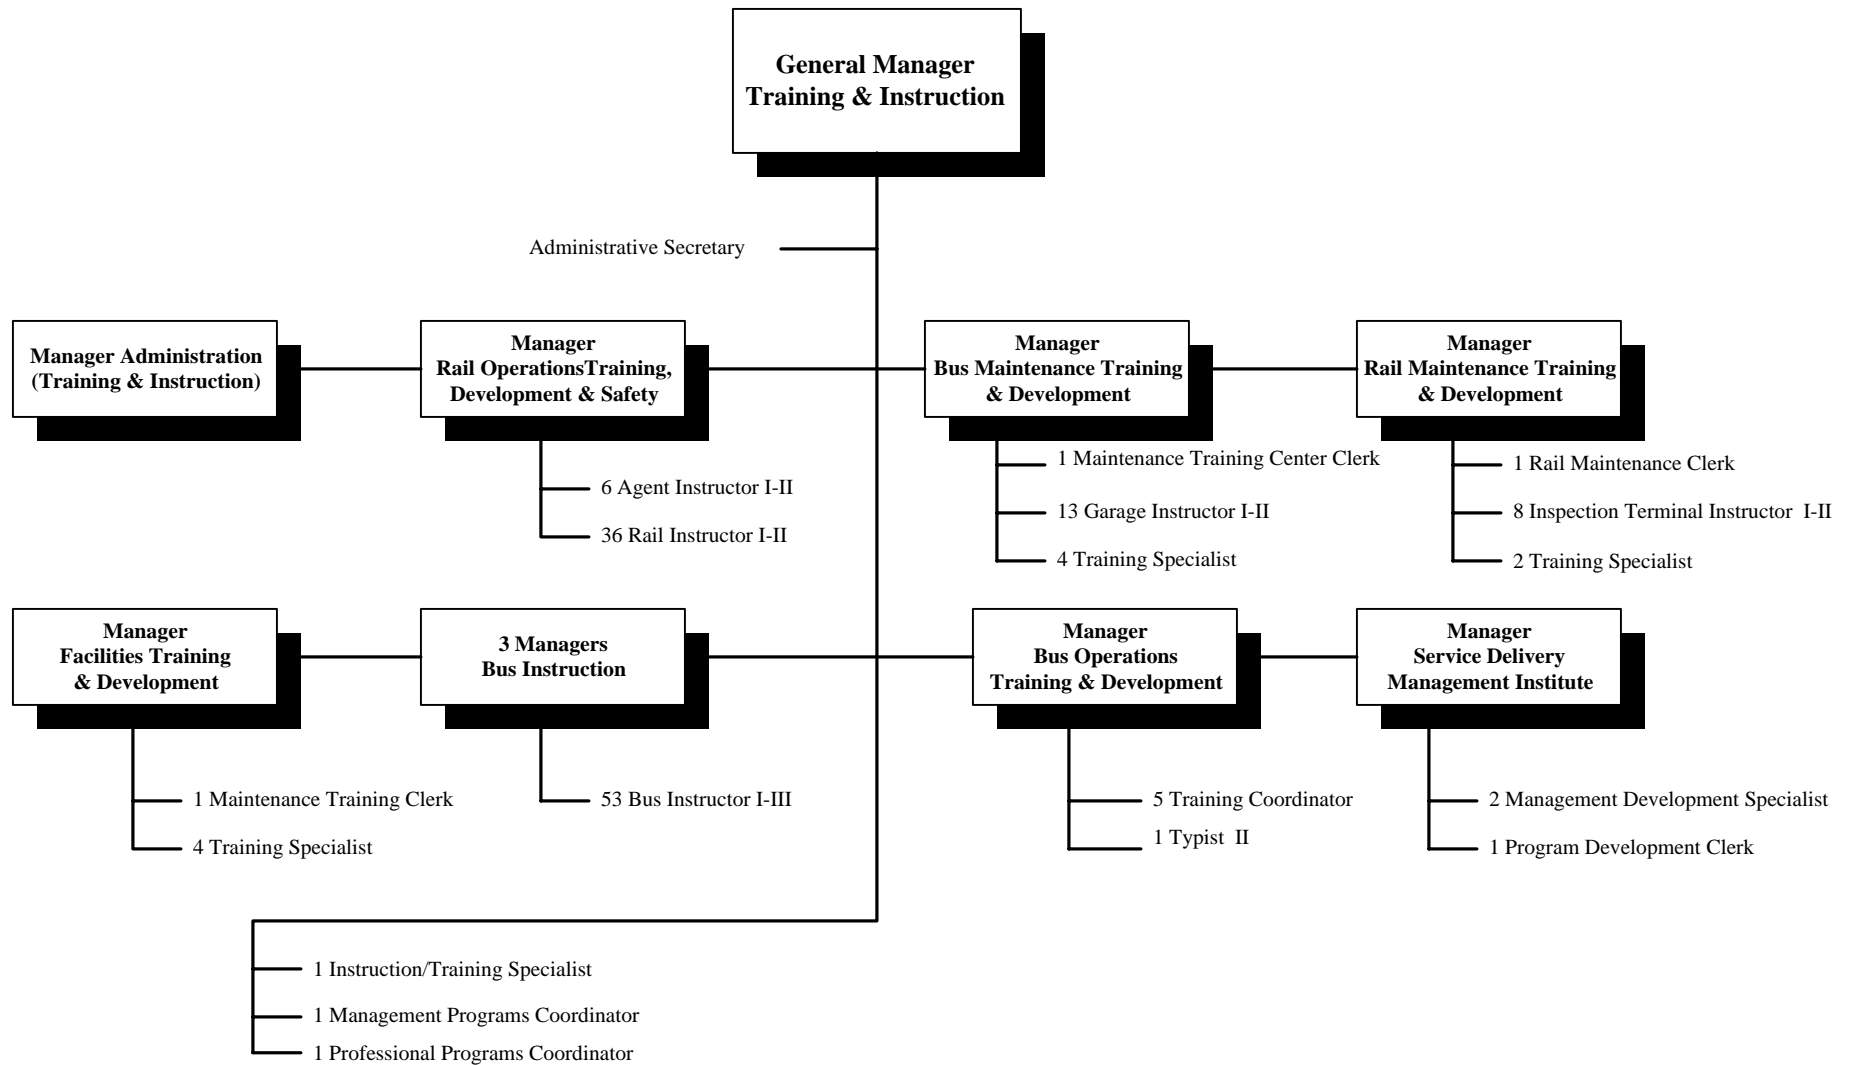 General Manager
Training & Instruction
Administrative Secretary
Manager Administration
(Training & Instruction)
Manager
Rail OperationsTraining,
Development & Safety
6 Agent Instructor I-II
36 Rail Instructor I-II
Manager
Bus Maintenance Training
& Development
1 Maintenance Training Center Clerk
13 Garage Instructor I-II
4 Training Specialist
Manager
Rail Maintenance Training
& Development
1 Rail Maintenance Clerk
8 Inspection Terminal Instructor  I-II
2 Training Specialist
Manager
Facilities Training
& Development
1 Maintenance Training Clerk
4 Training Specialist
3 Managers
Bus Instruction
53 Bus Instructor I-III
Manager
Bus Operations
Training & Development
5 Training Coordinator
1 Typist  II
Manager
Service Delivery
Management Institute
2 Management Development Specialist
1 Program Development Clerk
1 Instruction/Training Specialist
1 Management Programs Coordinator
1 Professional Programs Coordinator